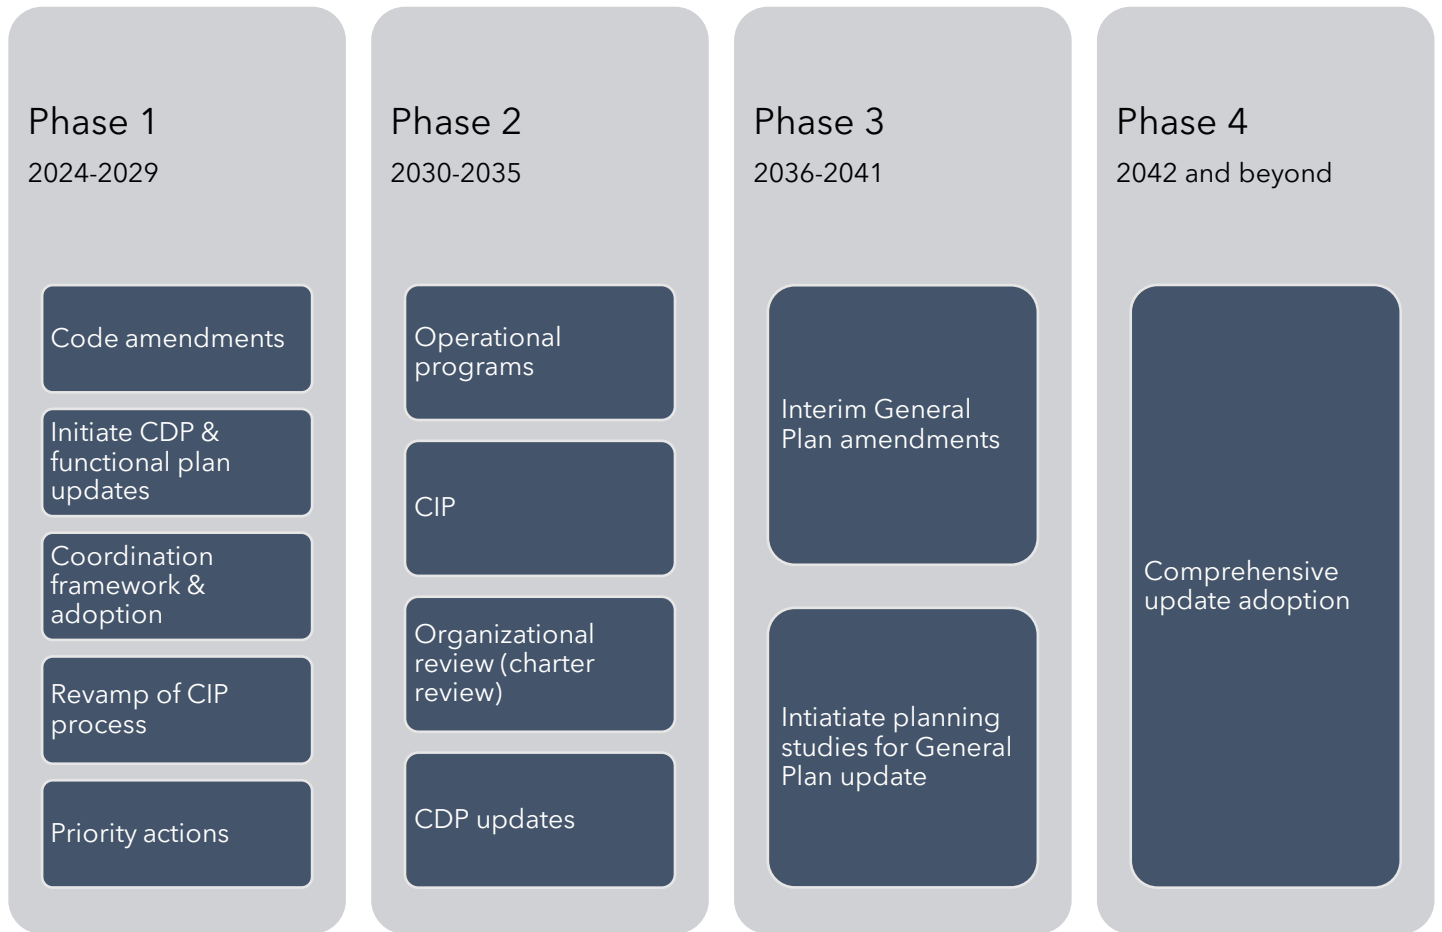 Phase 1
2024-2029
Code amendments
Initiate CDP &
functional plan
updates
Coordination
framework &
adoption
Revamp of CIP
process
Priority actions
Phase 2
2030-2035
Operational
programs
CIP
Organizational
review (charter
review)
CDP updates
Phase 3
2036-2041
Interim General
Plan amendments
Intiatiate planning
studies for General
Plan update
Phase 4
2042 and beyond
Comprehensive
update adoption